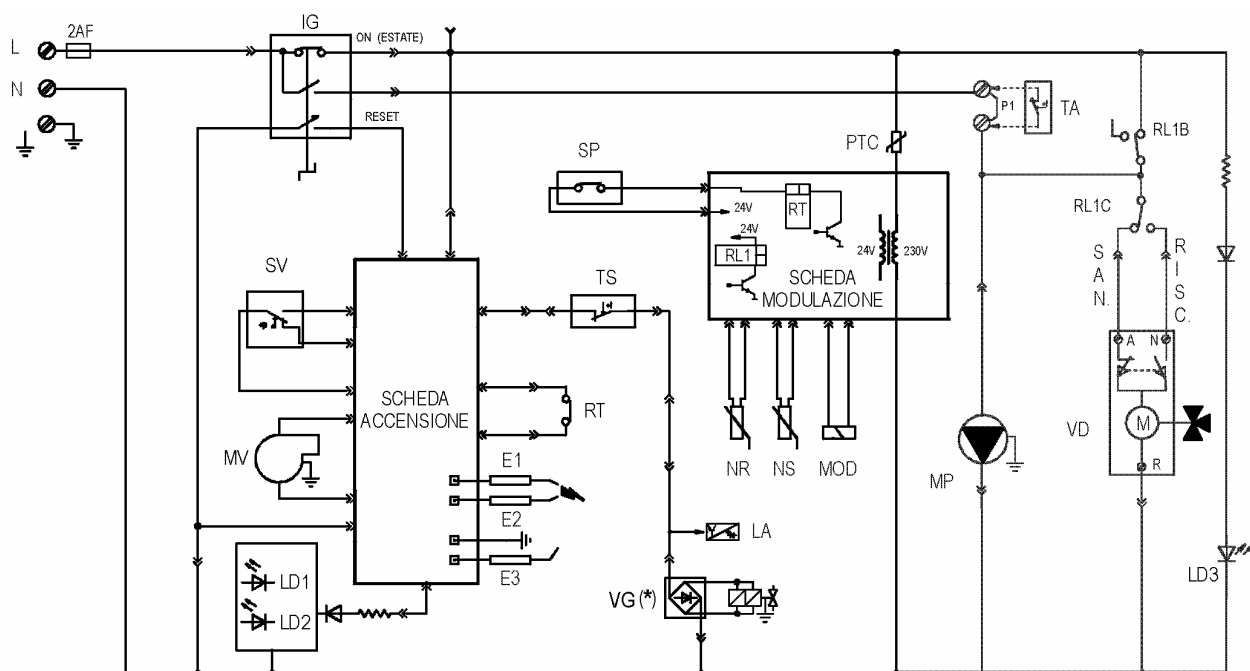 L
2AF
IG
ON (ESTATE)
N
RESET
P1
TA
RL1B
PTC
SP
24V
RT
24V
RL1
24V
230V
SCHEDA
MODULAZIONE
RL1C
SAN.
RISC.
SV
TS
SCHEDA
ACCENSIONE
RT
A
N
VD
M
R
MV
NR
NS
MOD
MP
E1
E2
E3
LA
LD1
LD2
VG (*)
LD3